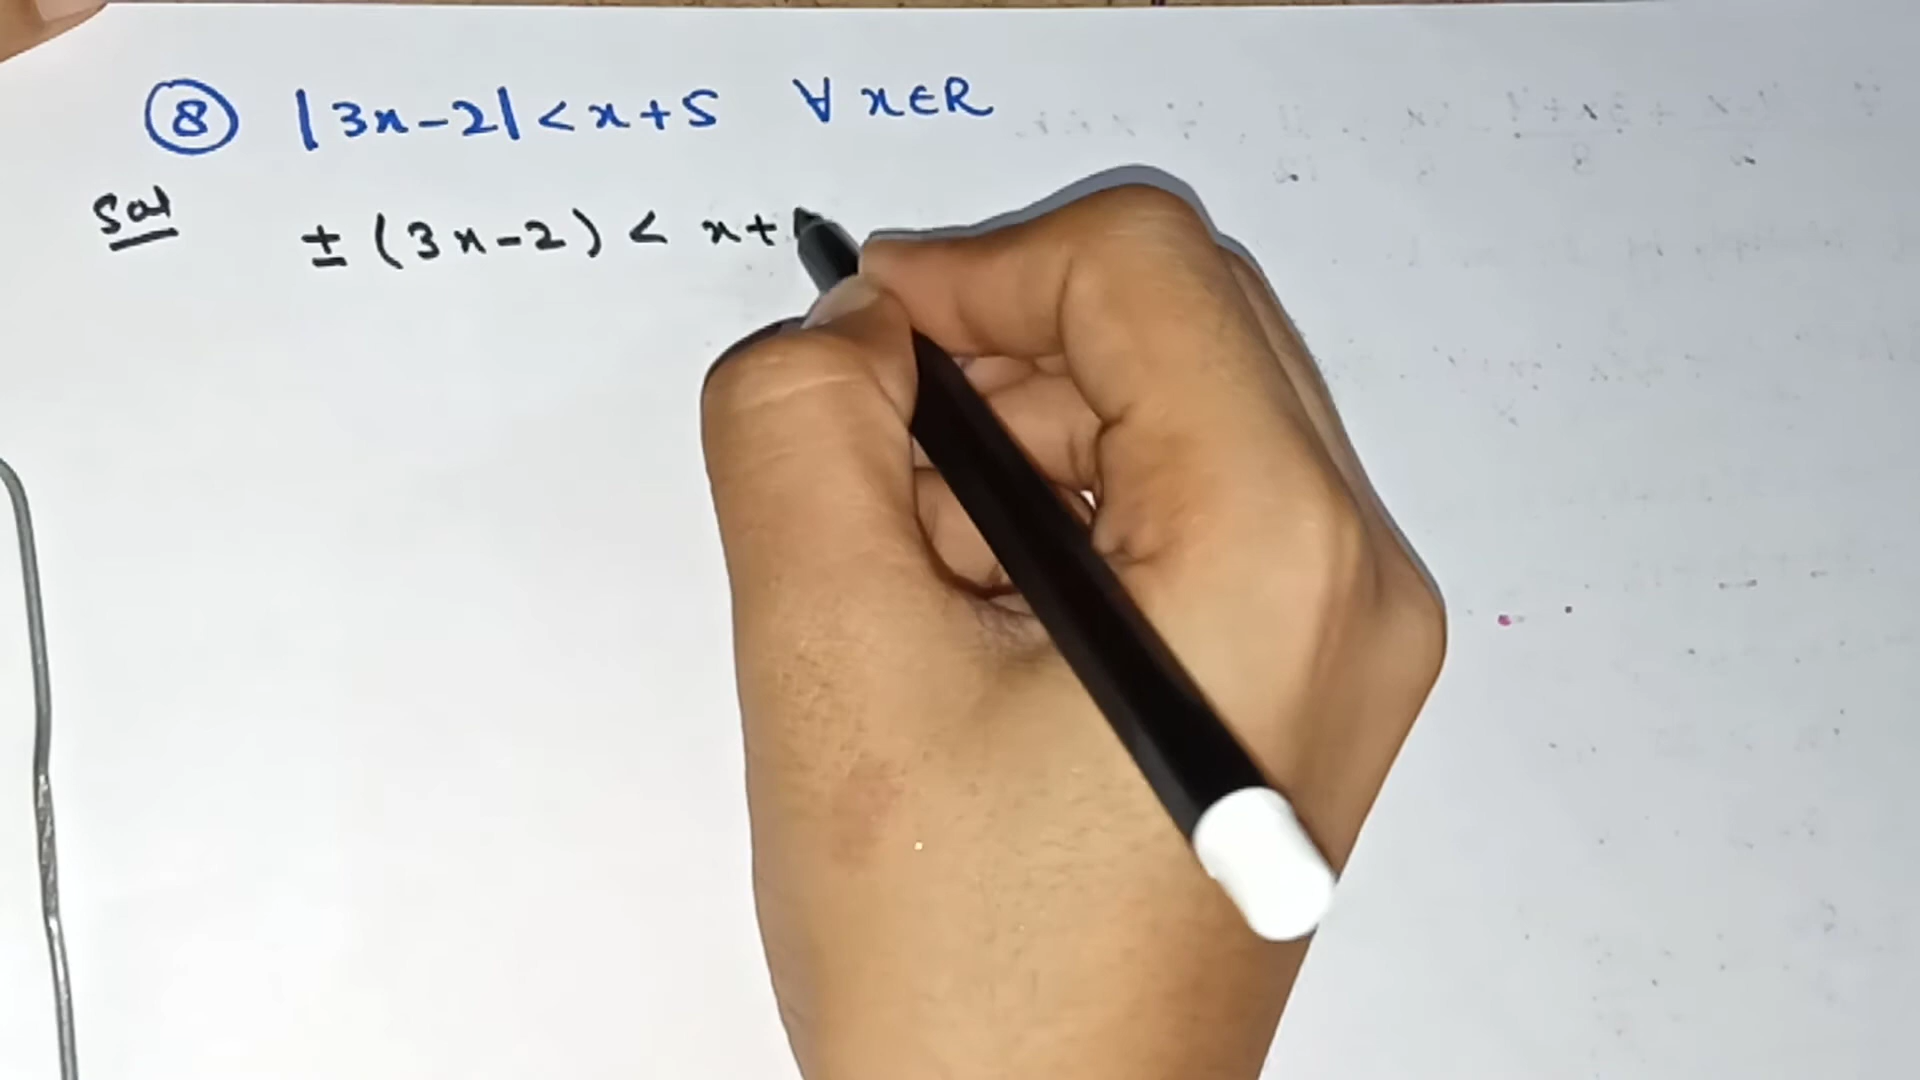 ⑧ |3x-2| < x+5 ∀ x∈R
Sol
± (3x-2) < x+